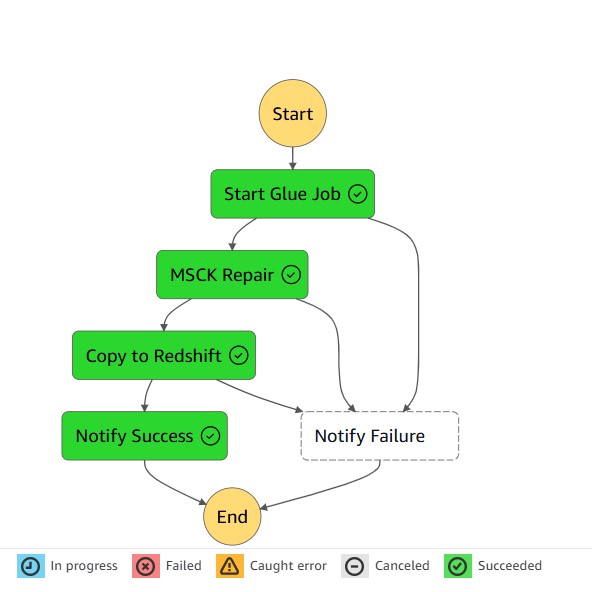 Start
Start Glue Job
MSCK Repair
Copy to Redshift
Notify Success
Notify Failure
End
In progress
Failed
Caught error
Canceled
Succeeded